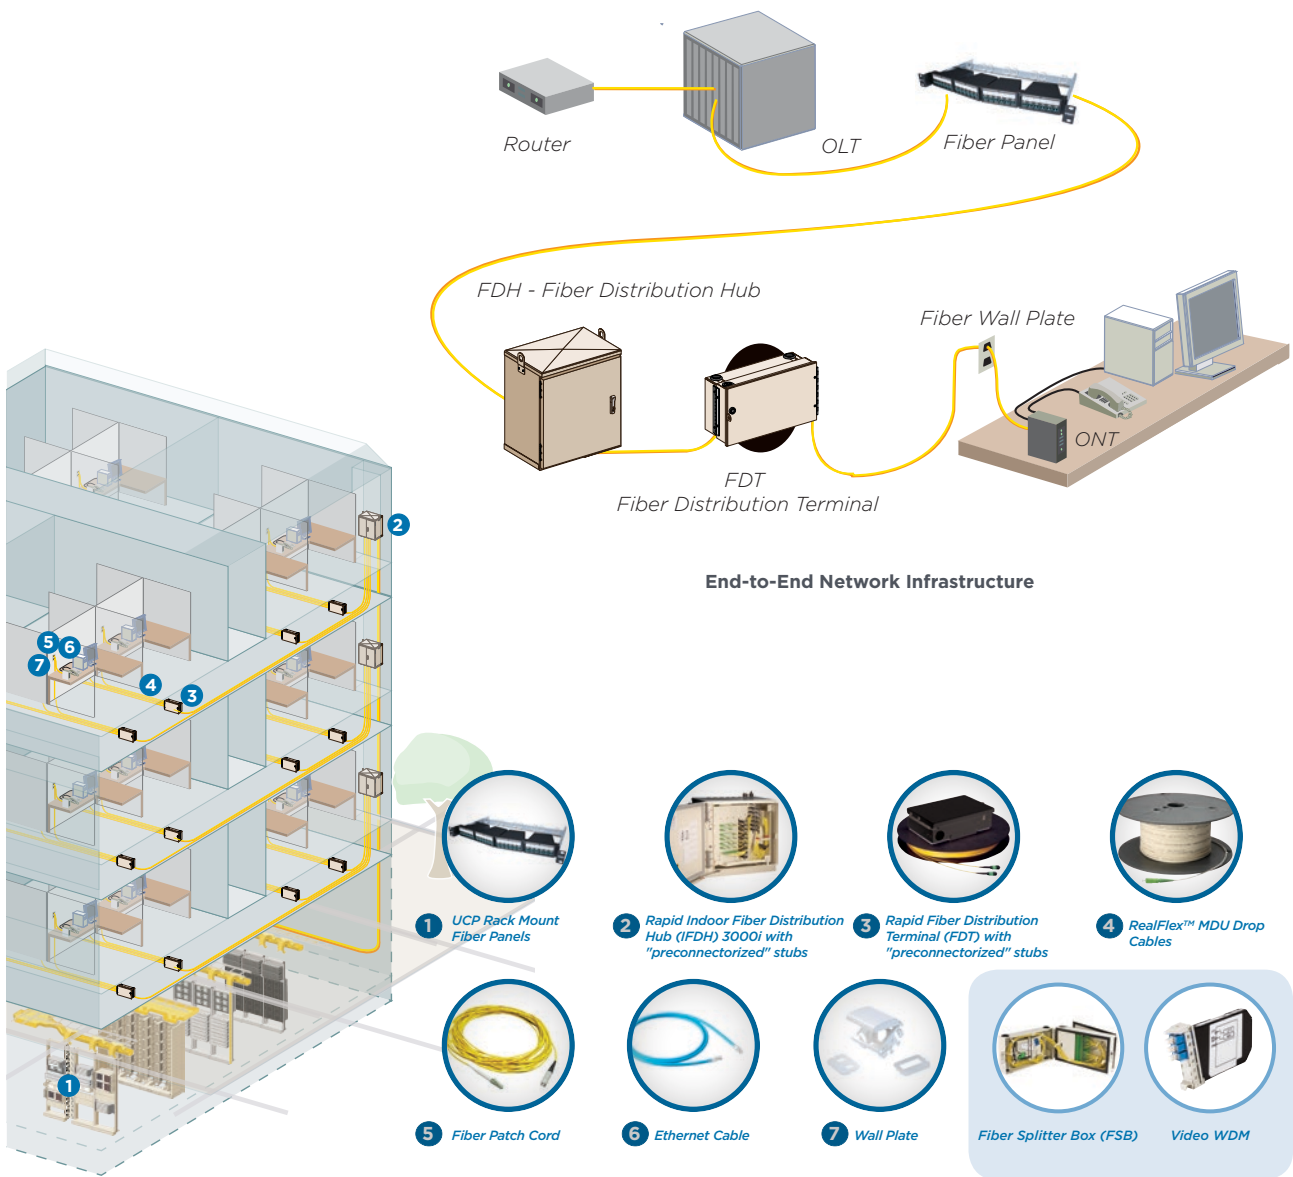 Router
OLT
Fiber Panel
FDH - Fiber Distribution Hub
Fiber Wall Plate
ONT
FDT
Fiber Distribution Terminal
End-to-End Network Infrastructure
2
5
6
7
4
3
1
1 UCP Rack Mount
Fiber Panels
2 Rapid Indoor Fiber Distribution
Hub (IFDH) 3000i with
"preconnectorized" stubs
3 Rapid Fiber Distribution
Terminal (FDT) with
"preconnectorized" stubs
4 RealFlex™ MDU Drop
Cables
5 Fiber Patch Cord
6 Ethernet Cable
7 Wall Plate
Fiber Splitter Box (FSB)
Video WDM